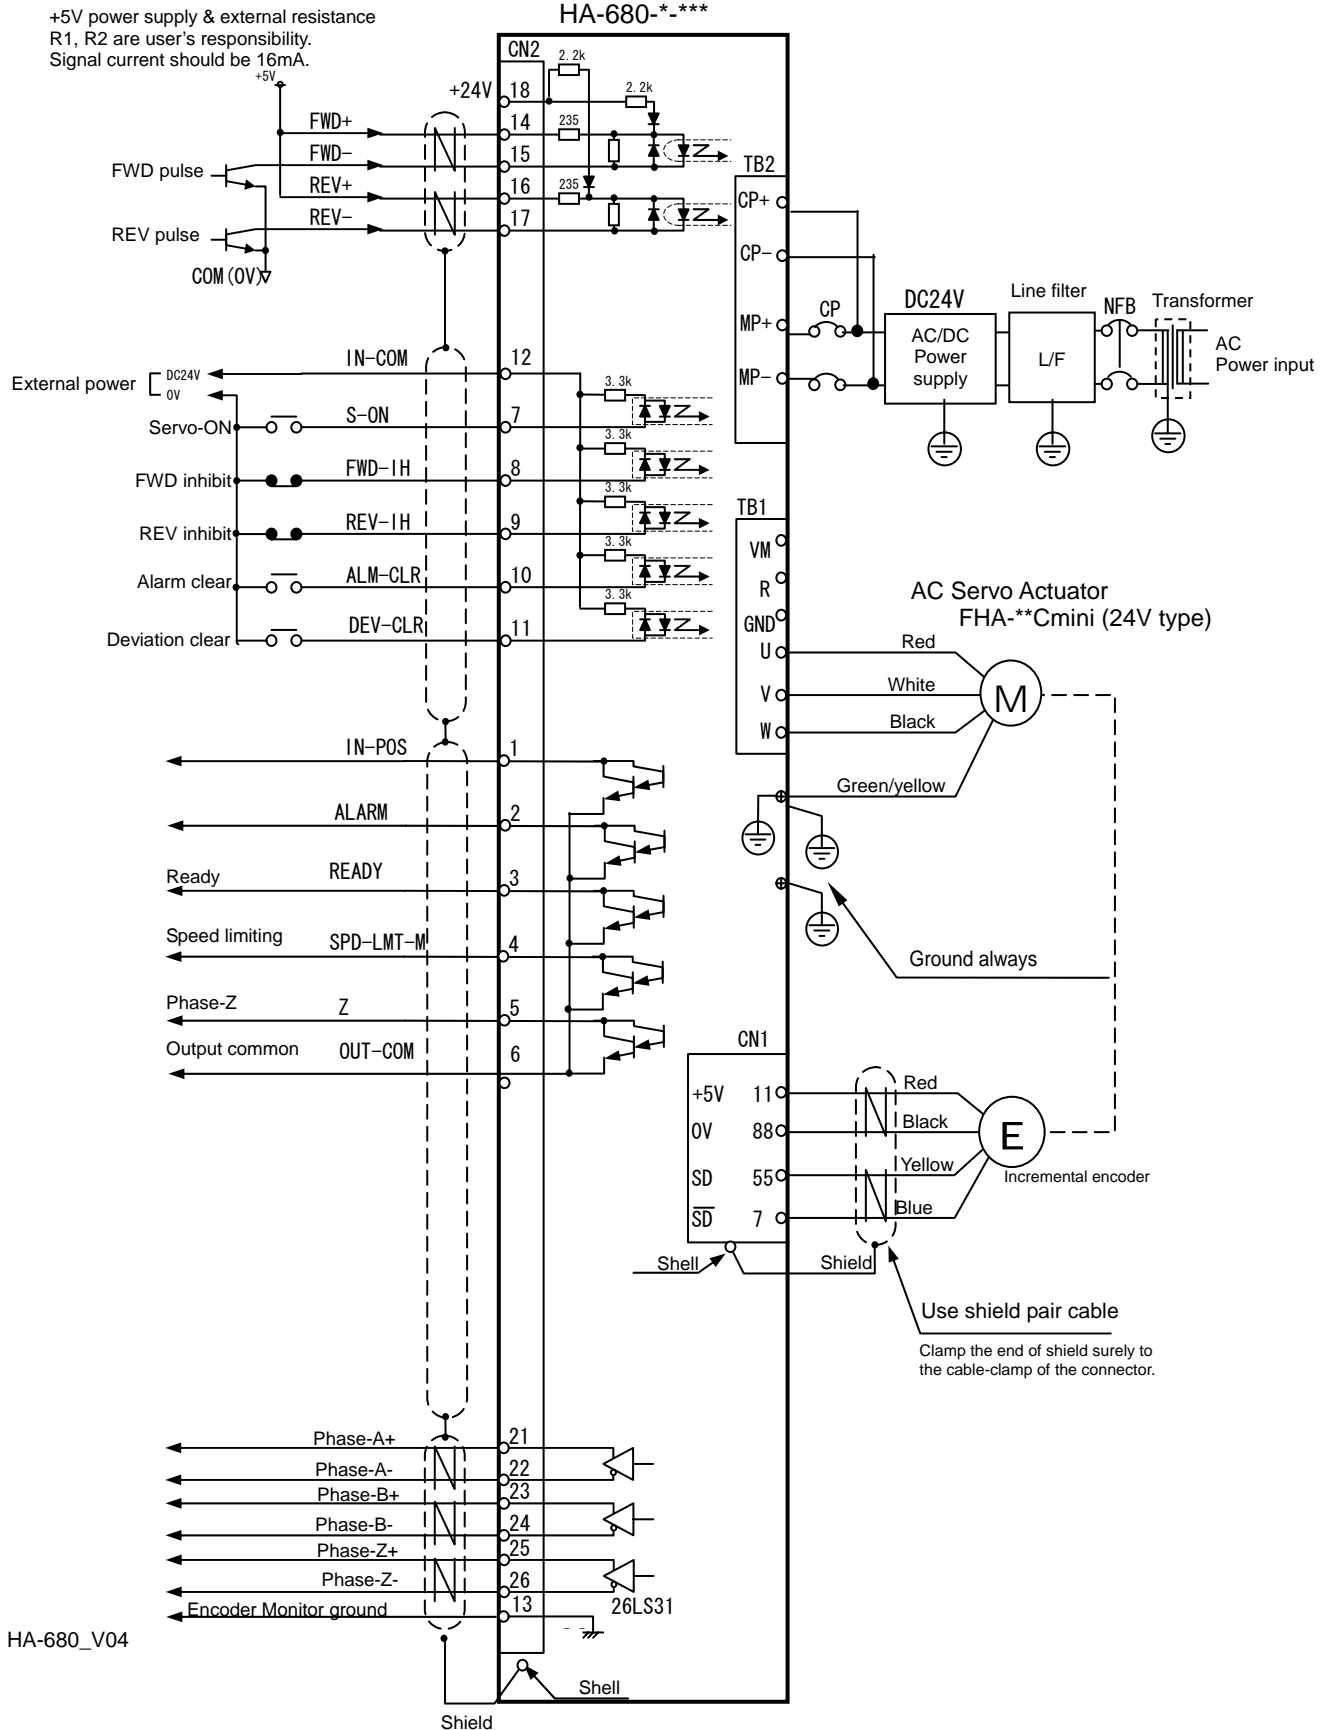 HA-680-*-***
+5V power supply & external resistance
R1, R2 are user's responsibility.
Signal current should be 16mA.
+5V
CN2
2.2k
2.2k
+24V 18
FWD+ 14 235
FWD- 15
FWD pulse
REV+ 16 235
REV- 17
REV pulse
COM(0V)
IN-COM 12
External power
DC24V
0V
3.3k
Servo-ON S-ON 7
3.3k
FWD inhibit FWD-IH 8
3.3k
REV inhibit REV-IH 9
3.3k
Alarm clear ALM-CLR 10
3.3k
Deviation clear DEV-CLR 11
IN-POS 1
ALARM 2
Ready READY 3
Speed limiting SPD-LMT-M 4
Phase-Z Z 5
Output common OUT-COM 6
Phase-A+ 21
Phase-A- 22
Phase-B+ 23
Phase-B- 24
Phase-Z+ 25
Phase-Z- 26
26LS31
Encoder Monitor ground 13
HA-680_V04
Shell
Shield
TB2
CP+
CP-
MP+
MP-
CP
DC24V
AC/DC
Power
supply
Line filter
L/F
NFB
Transformer
AC
Power input
TB1
VM
R
GND
U
V
W
AC Servo Actuator
FHA-**Cmini (24V type)
Red
White
Black
M
Green/yellow
Ground always
CN1
+5V 11
0V 88
SD 55
SD 7
Red
Black
Yellow
Blue
E
Incremental encoder
Shell
Shield
Use shield pair cable
Clamp the end of shield surely to
the cable-clamp of the connector.